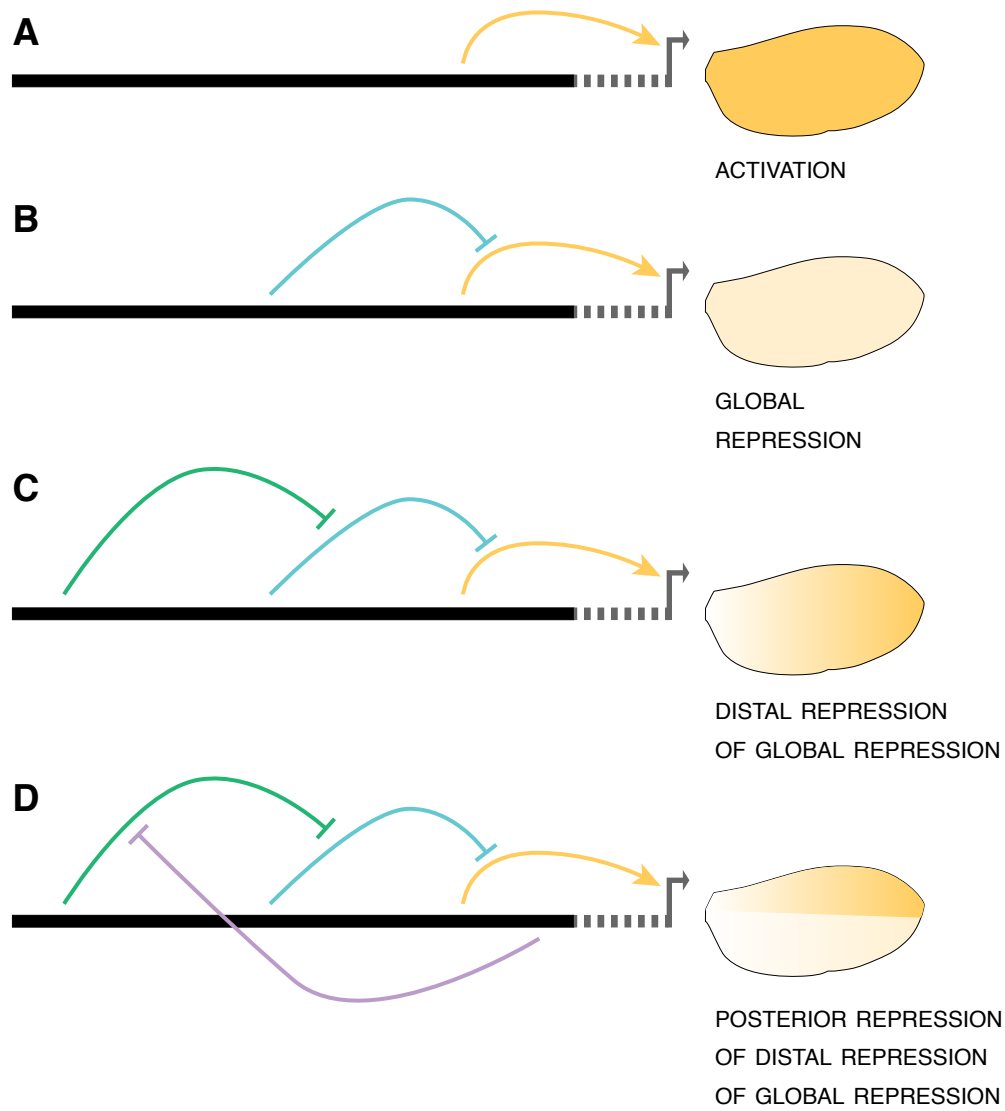 A
ACTIVATION
B
GLOBAL
REPRESSION
C
DISTAL REPRESSION
OF GLOBAL REPRESSION
D
POSTERIOR REPRESSION
OF DISTAL REPRESSION
OF GLOBAL REPRESSION